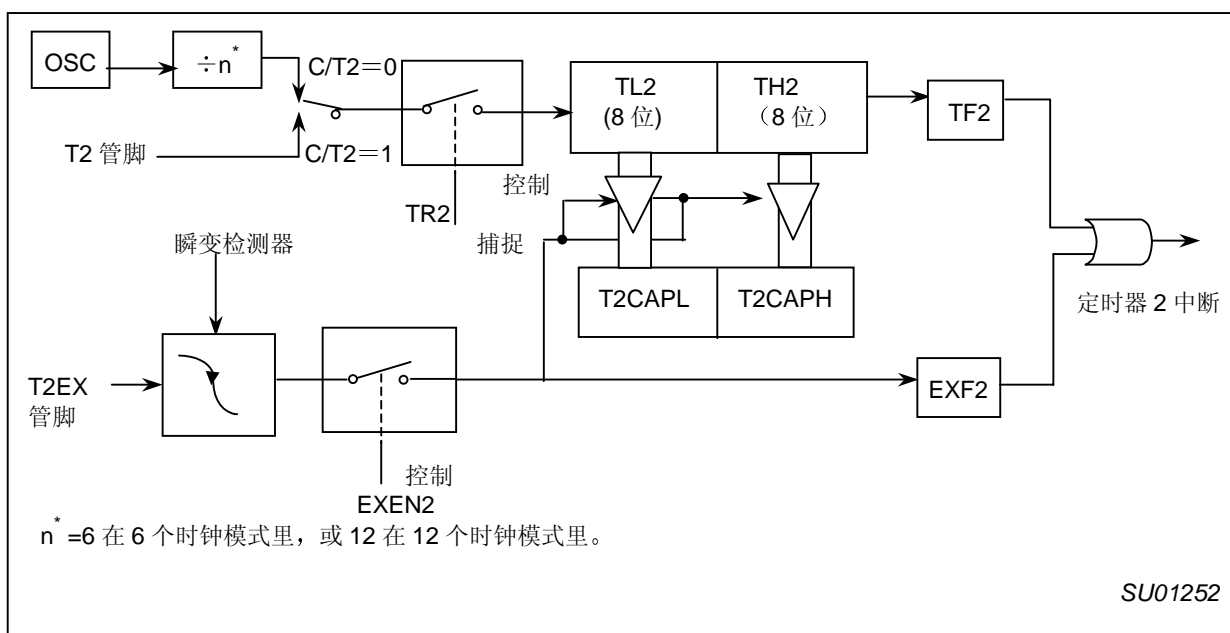 OSC
÷n*
C/T2＝0
T2 管脚
C/T2＝1
TR2
控制
TL2
(8 位)
TH2
（8 位）
TF2
捕捉
T2CAPL
T2CAPH
定时器 2 中断
瞬变检测器
T2EX
管脚
EXF2
控制
EXEN2
n* =6 在 6 个时钟模式里，或 12 在 12 个时钟模式里。
SU01252